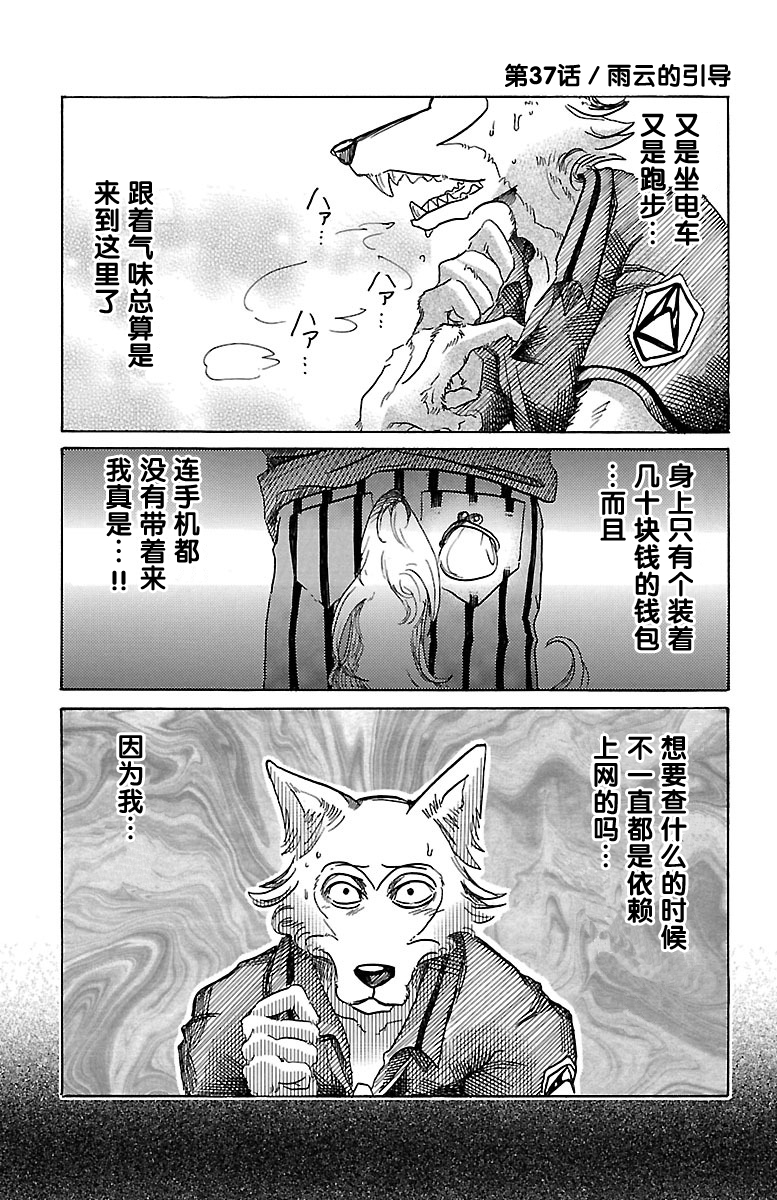 第37话 / 雨云的引导
又是坐电车
又是跑步…
ハァ…
ハァ…
ハァ…
跟着气味总算是
来到这里了
身上只有个装着
几十块钱的钱包
…而且
连手机都
没有带着来
我真是…!!
想要查什么的时候
不一直都是依赖
上网的吗…
因为我…